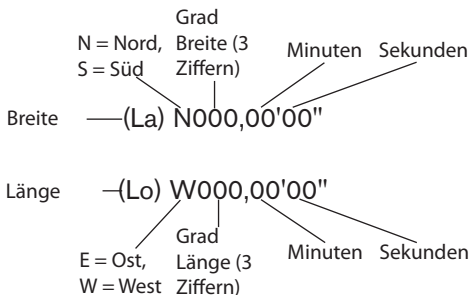 Grad
N = Nord,
Breite (3
S = Süd
Ziffern)
Minuten
Sekunden
Breite
(La) N000,00'00"
Länge
(Lo) W000,00'00"
E = Ost,
W = West
Grad
Länge (3
Ziffern)
Minuten
Sekunden